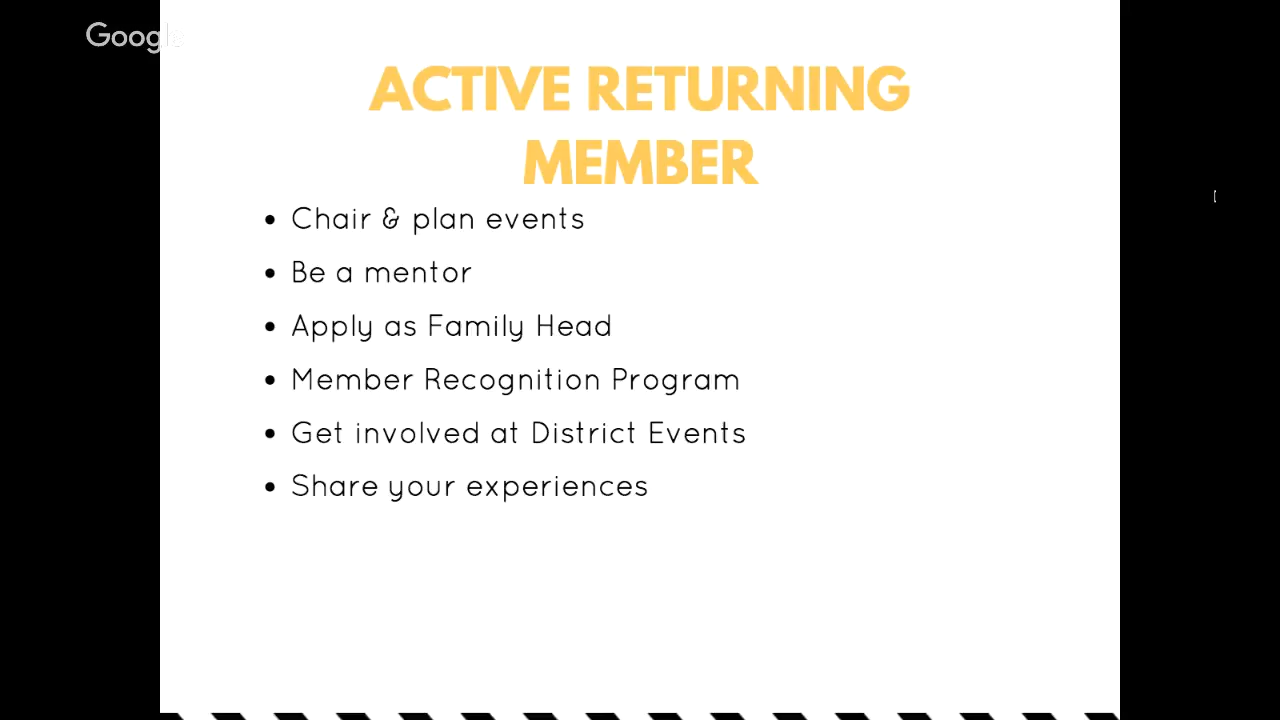 Google
ACTIVE RETURNING
MEMBER
• Chair & plan events
• Be a mentor
• Apply as Family Head
• Member Recognition Program
• Get involved at District Events
• Share your experiences